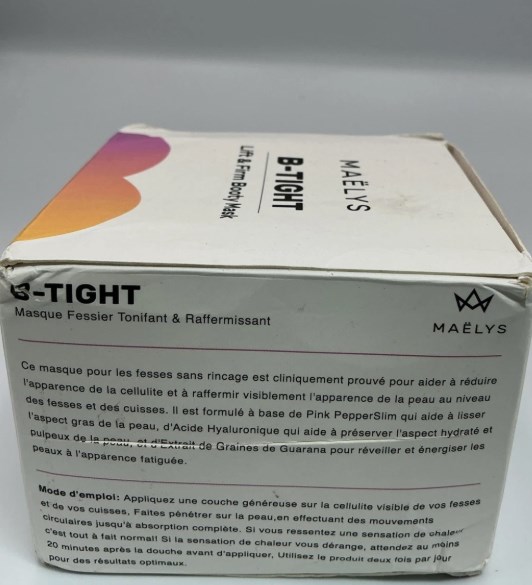 MAËLYS
B-TIGHT
Lift & Firm Booty Mask
B-TIGHT
Masque Fessier Tonifant & Raffermissant
MAËLYS
Ce masque pour les fesses sans rincage est cliniquement prouvé pour aider à réduire
l'apparence de la cellulite et à raffermir visiblement l'apparence de la peau au niveau
des fesses et des cuisses. Il est formulé à base de Pink PepperSlim qui aide à lisser
l'aspect gras de la peau, d'Acide Hyaluronique qui aide à préserver l'aspect hydraté et
pulpeux de la peau, et d'Extrait de Graines de Guarana pour réveiller et énergiser les
peaux à l'apparence fatiguée.
Mode d'emploi: Appliquez une couche généreuse sur la cellulite visible de vos fesses
et de vos cuisses, Faites pénétrer sur la peau,en effectuant des mouvements
circulaires jusqu'à absorption complète. Si vous ressentez une sensation de chaleur
c'est tout à fait normal! Si la sensation de chaleur vous dérange, attendez au moins
20 minutes après la douche avant d'appliquer, Utilisez le produit deux fois par jour
pour des résultats optimaux.